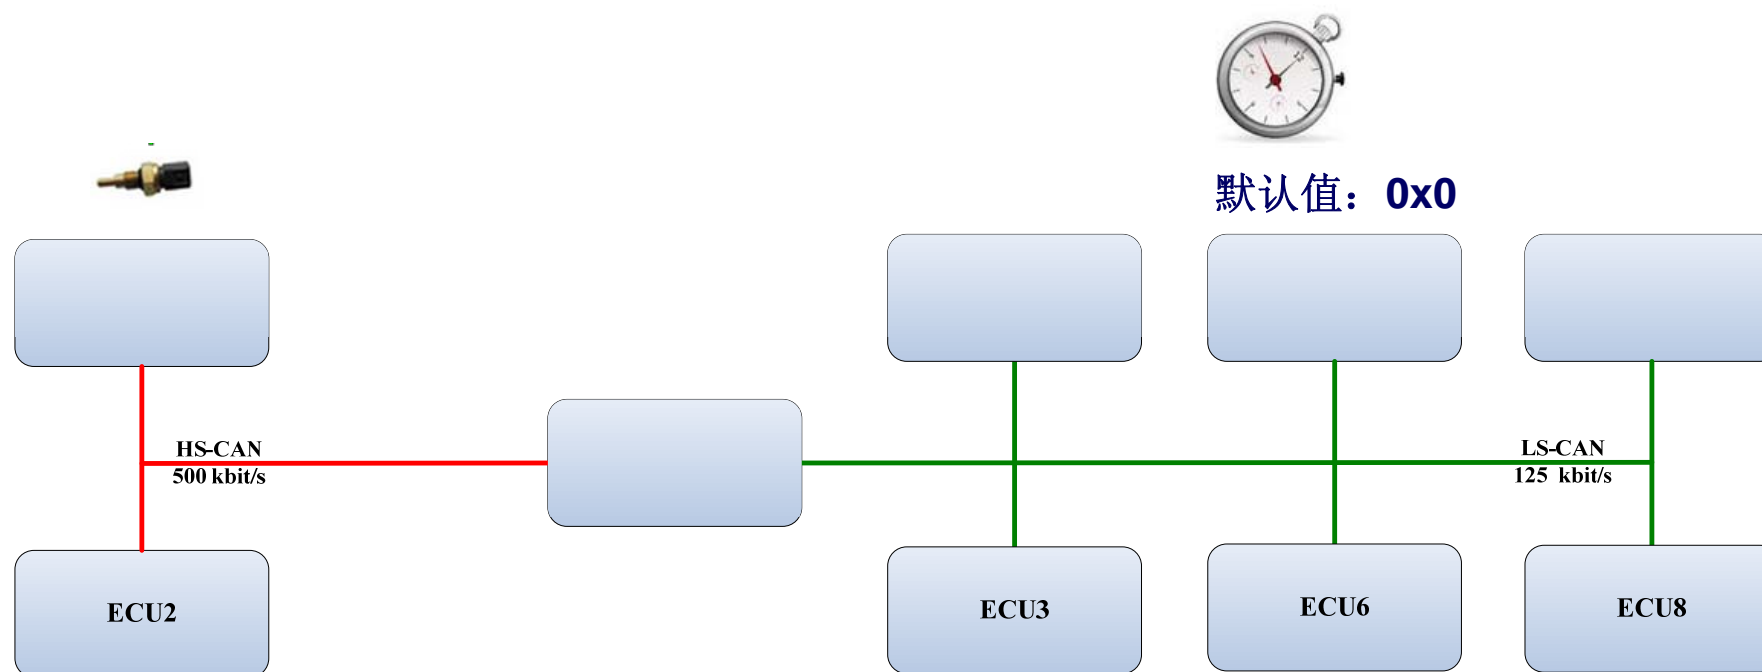 默认值：0x0
HS-CAN
500 kbit/s
LS-CAN
125 kbit/s
ECU2
ECU3
ECU6
ECU8